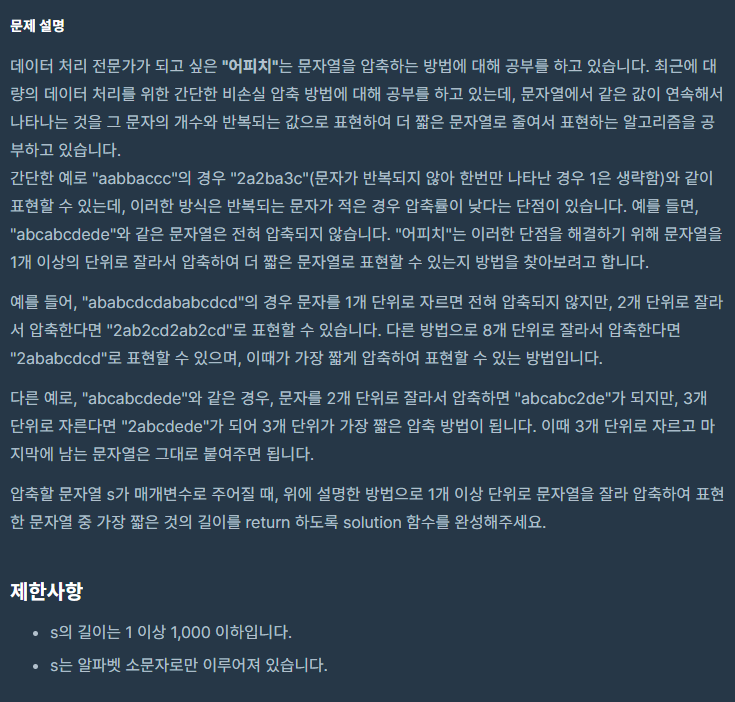 문제 설명
데이터 처리 전문가가 되고 싶은 "어피치"는 문자열을 압축하는 방법에 대해 공부를 하고 있습니다. 최근에 대
량의 데이터 처리를 위한 간단한 비손실 압축 방법에 대해 공부를 하고 있는데, 문자열에서 같은 값이 연속해서
나타나는 것을 그 문자의 개수와 반복되는 값으로 표현하여 더 짧은 문자열로 줄여서 표현하는 알고리즘을 공
부하고 있습니다.
간단한 예로 "aabbaccc"의 경우 "2a2ba3c"(문자가 반복되지 않아 한번만 나타난 경우 1은 생략함)와 같이
표현할 수 있는데, 이러한 방식은 반복되는 문자가 적은 경우 압축률이 낮다는 단점이 있습니다. 예를 들면,
"abcabcdede"와 같은 문자열은 전혀 압축되지 않습니다. "어피치"는 이러한 단점을 해결하기 위해 문자열을
1개 이상의 단위로 잘라서 압축하여 더 짧은 문자열로 표현할 수 있는지 방법을 찾아보려고 합니다.
예를 들어, "ababcdcdababcdcd"의 경우 문자를 1개 단위로 자르면 전혀 압축되지 않지만, 2개 단위로 잘라
서 압축한다면 "2ab2cd2ab2cd"로 표현할 수 있습니다. 다른 방법으로 8개 단위로 잘라서 압축한다면
"2ababcdcd"로 표현할 수 있으며, 이때가 가장 짧게 압축하여 표현할 수 있는 방법입니다.
다른 예로, "abcabcdede"와 같은 경우, 문자를 2개 단위로 잘라서 압축하면 "abcabc2de"가 되지만, 3개
단위로 자른다면 "2abcdede"가 되어 3개 단위가 가장 짧은 압축 방법이 됩니다. 이때 3개 단위로 자르고 마
지막에 남는 문자열은 그대로 붙여주면 됩니다.
압축할 문자열 s가 매개변수로 주어질 때, 위에 설명한 방법으로 1개 이상 단위로 문자열을 잘라 압축하여 표현
한 문자열 중 가장 짧은 것의 길이를 return 하도록 solution 함수를 완성해주세요.
제한사항
• s의 길이는 1 이상 1,000 이하입니다.
• s는 알파벳 소문자로만 이루어져 있습니다.